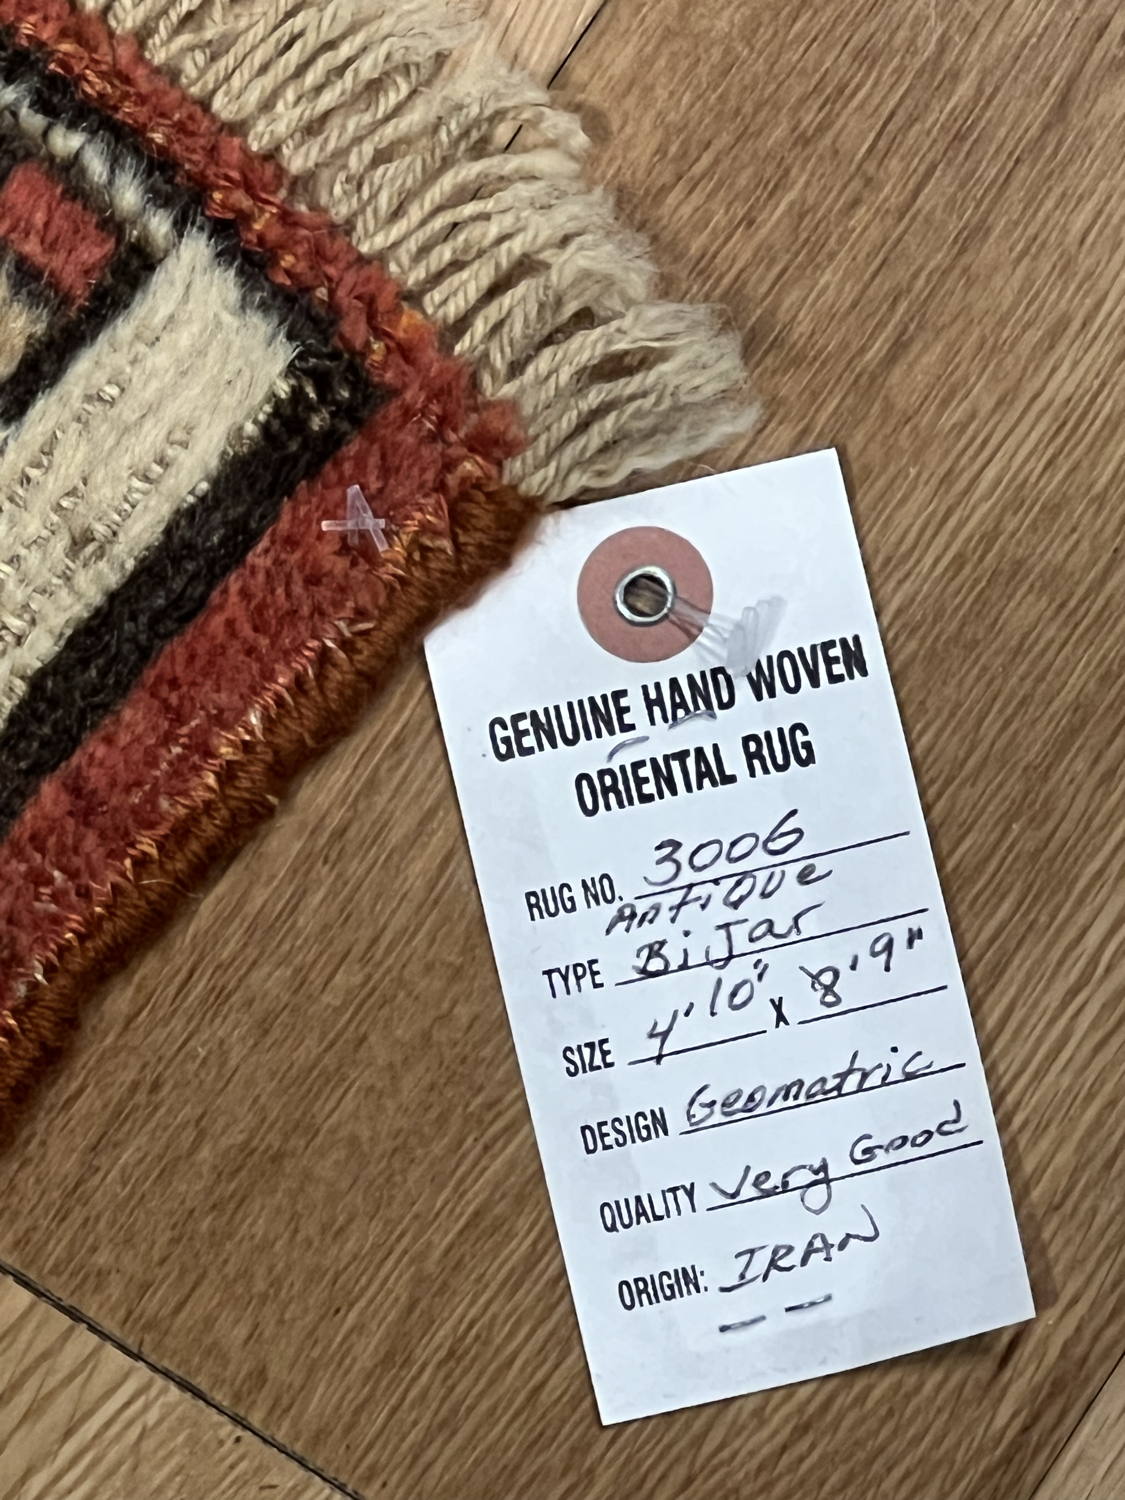 GENUINE HAND WOVEN
ORIENTAL RUG
RUG NO. 3006
Antique
TYPE Bijar
SIZE 4'10" X 8'9"
DESIGN Geomatric
QUALITY Very Good
ORIGIN: IRAN